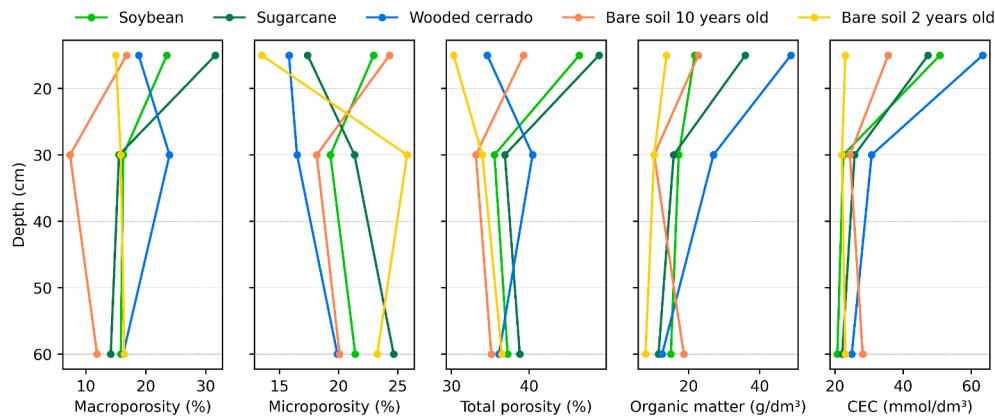 Soybean Sugarcane Wooded cerrado Bare soil 10 years old Bare soil 2 years old
Depth (cm)
20
30
40
50
60
10 20 30 15 20 25 30 40 20 40 20 40 60
Macroporosity (%) Microporosity (%) Total porosity (%) Organic matter (g/dm³) CEC (mmol/dm³)